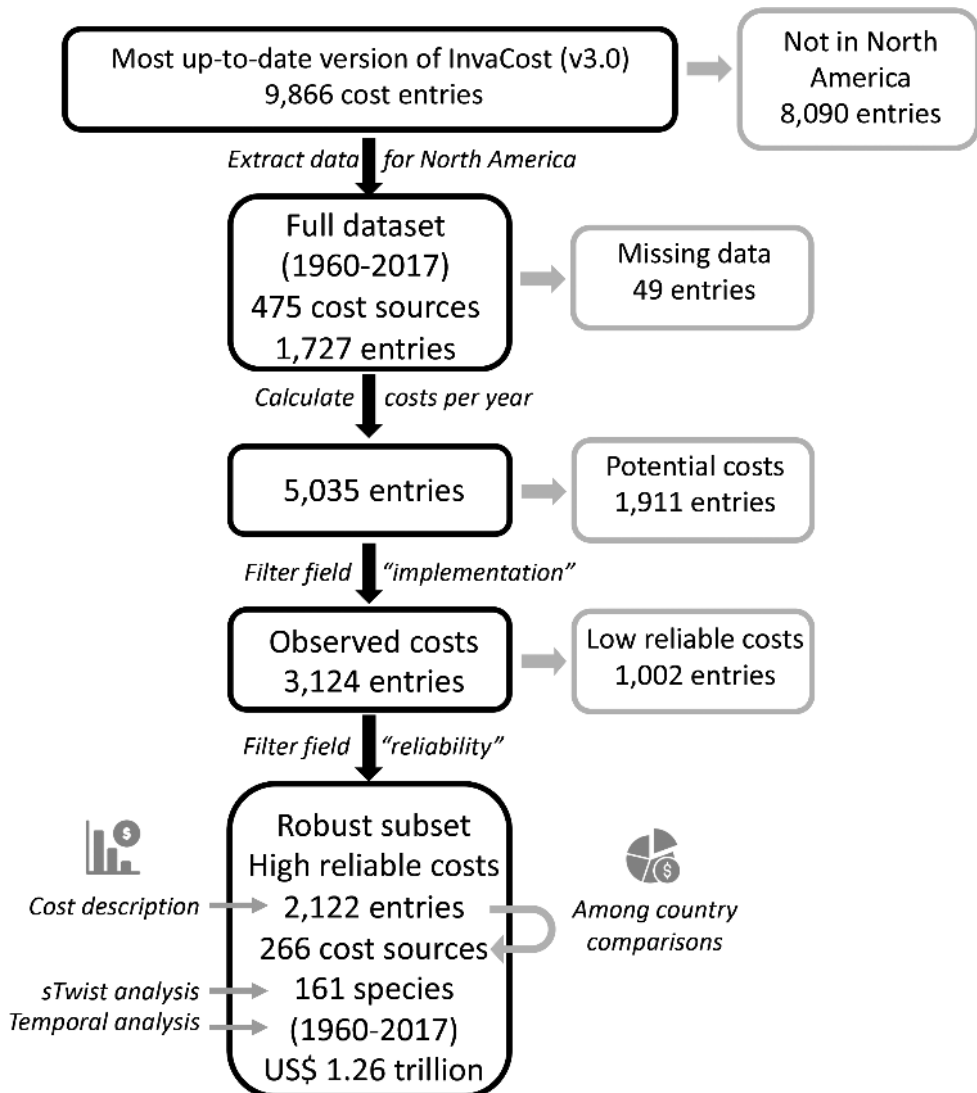 Most up-to-date version of InvaCost (v3.0)
9,866 cost entries
Not in North
America
8,090 entries
Extract data for North America
Full dataset
(1960-2017)
475 cost sources
1,727 entries
Missing data
49 entries
Calculate costs per year
5,035 entries
Potential costs
1,911 entries
Filter field “implementation”
Observed costs
3,124 entries
Low reliable costs
1,002 entries
Filter field “reliability”
Robust subset
High reliable costs
2,122 entries
266 cost sources
161 species
(1960-2017)
US$ 1.26 trillion
$
Cost description
sTwist analysis
Temporal analysis
$
Among country
comparisons